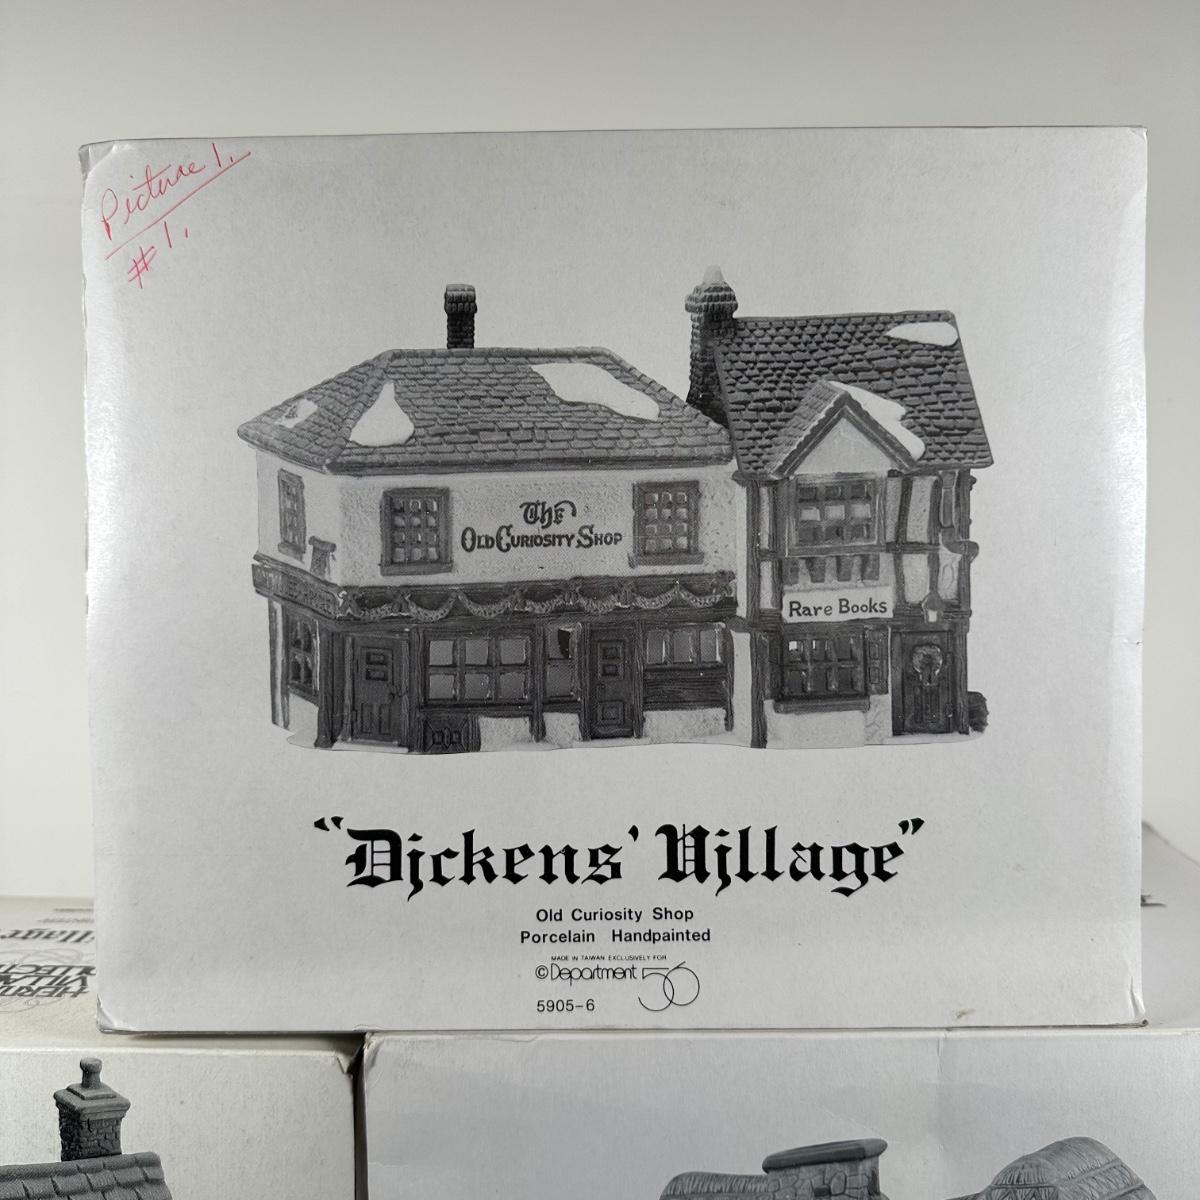 Picture 1.
#1.
The
Old Curiosity Shop
Rare Books
"Dickens' Village"
Old Curiosity Shop
Porcelain Handpainted
MADE IN TAIWAN EXCLUSIVELY FOR
© Department 56
5905-6